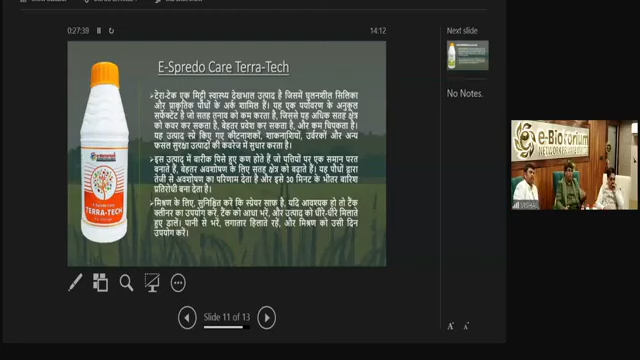 0:27:39
14:12
Next slide
E-Spredo Care Terra-Tech
➢टेरा-टेक एक मिट्टी स्वास्थ्य देखभाल उत्पाद है जिसमें घुलनशील सिलिका
और प्राकृतिक पौधों के अर्क शामिल हैं। यह एक पर्यावरण के अनुकूल
सर्फेक्टेंट है जो सतह तनाव को कम करता है, जिससे यह अधिक सतह क्षेत्र
को कवर कर सकता है, बेहतर प्रवेश कर सकता है, और कम चिपकता है।
यह उत्पाद स्प्रे किए गए कीटनाशकों, शाकनाशियों, उर्वरकों और अन्य
फसल सुरक्षा उत्पादों की कवरेज में सुधार करता है।
➢इस उत्पाद में बारीक पिसे हुए कण होते हैं जो पत्तियों पर एक समान परत
बनाते हैं, बेहतर अवशोषण के लिए सतह क्षेत्र को बढ़ाते हैं। यह पौधों द्वारा
तेजी से अवशोषण का परिणाम देता है और इसे 30 मिनट के भीतर बारिश
प्रतिरोधी बना देता है।
➢मिश्रण के लिए, सुनिश्चित करें कि स्प्रेयर साफ है, यदि आवश्यक हो तो टैंक
क्लीनर का उपयोग करें, टैंक को आधा भरें, और उत्पाद को धीरे-धीरे मिलाते
हुए डालें। पानी से भरें, लगातार हिलाते रहें, और मिश्रण को उसी दिन
उपयोग करें।
TERRA-TECH
No Notes.
e-Biotorium
Slide 11 of 13